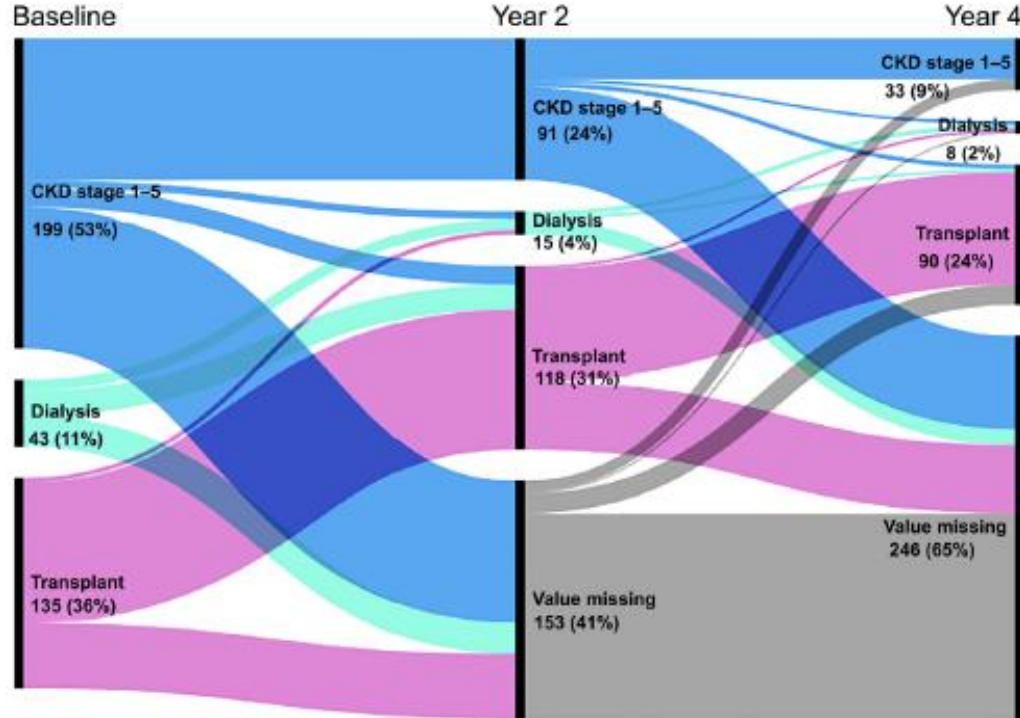 Baseline
Year 2
Year 4
CKD stage 1–5
199 (53%)
Dialysis
43 (11%)
Transplant
135 (36%)
CKD stage 1–5
91 (24%)
Dialysis
15 (4%)
Transplant
118 (31%)
Value missing
153 (41%)
CKD stage 1–5
33 (9%)
Dialysis
8 (2%)
Transplant
90 (24%)
Value missing
246 (65%)